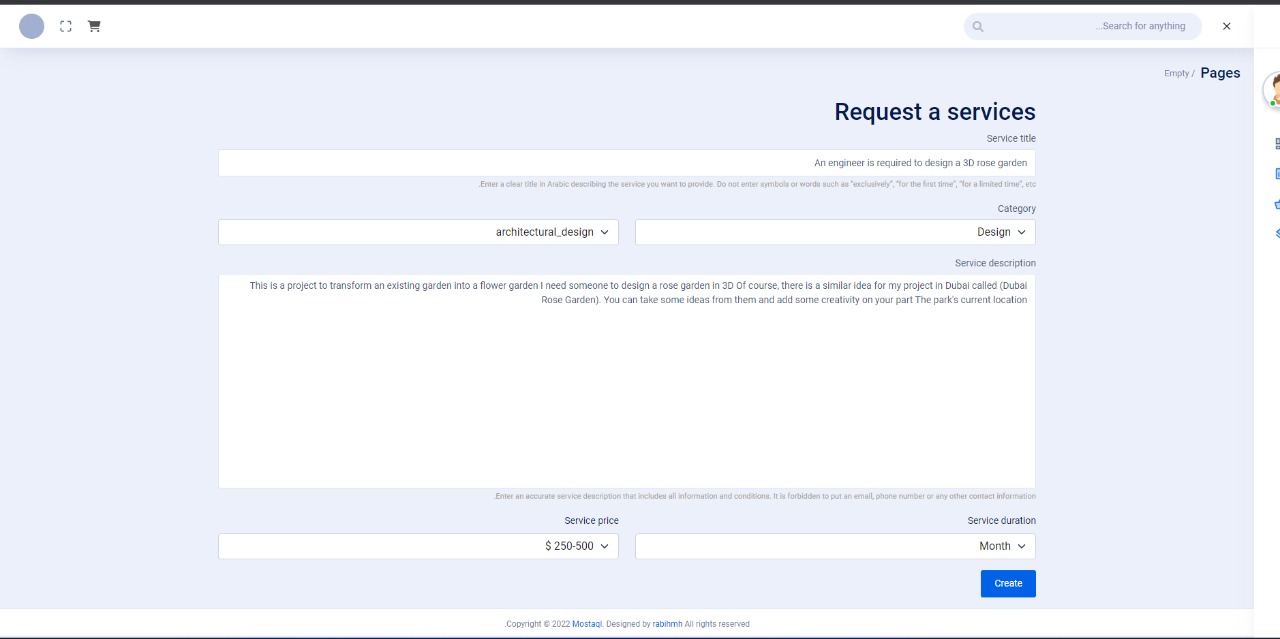 ...Search for anything
Pages
Empty /
Request a services
Service title
An engineer is required to design a 3D rose garden
.Enter a clear title in Arabic describing the service you want to provide. Do not enter symbols or words such as "exclusively", "for the first time", "for a limited time", etc
Category
Design
architectural_design
Service description
This is a project to transform an existing garden into a flower garden I need someone to design a rose garden in 3D Of course, there is a similar idea for my project in Dubai called (Dubai
Rose Garden). You can take some ideas from them and add some creativity on your part The park's current location
.Enter an accurate service description that includes all information and conditions. It is forbidden to put an email, phone number or any other contact information
Service duration
Service price
Month
$ 250-500
Create
.Copyright © 2022 Mostaql. Designed by rabihmh All rights reserved